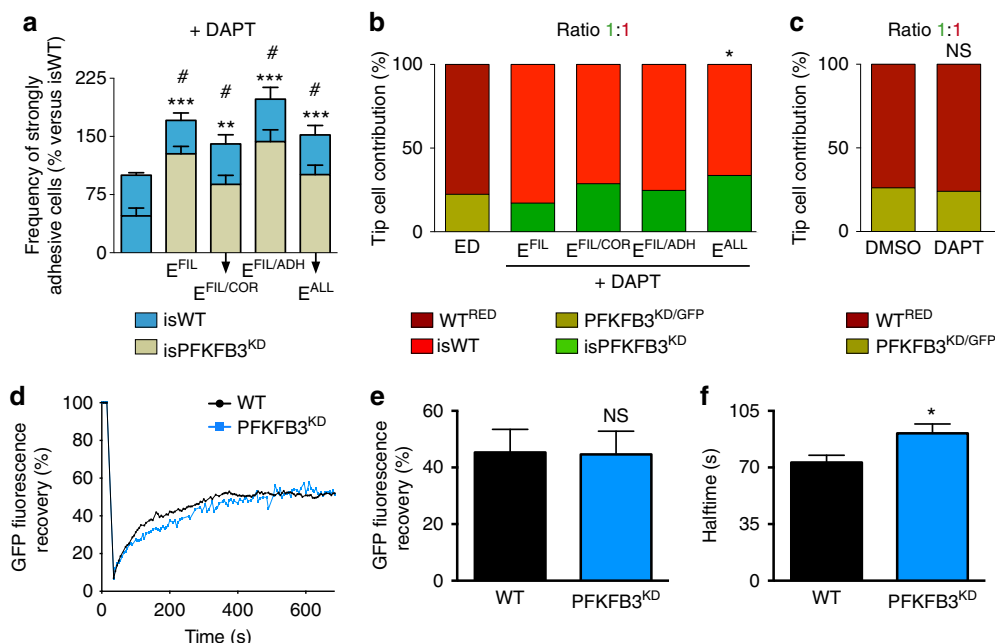 a
+ DAPT
Frequency of strongly
adhesive cells (% versus isWT)
225
150
75
0
#
***
#
**
#
***
#
***
E^FIL
E^FIL/COR
E^FIL/ADH
E^ALL
isWT
isPFKFB3^KD
b
Ratio 1:1
Tip cell contribution (%)
100
50
0
*
ED
E^FIL
E^FIL/COR
E^FIL/ADH
E^ALL
+ DAPT
WT^RED
isWT
PFKFB3^KD/GFP
isPFKFB3^KD
c
Ratio 1:1
NS
Tip cell contribution (%)
100
50
0
DMSO
DAPT
WT^RED
PFKFB3^KD/GFP
d
GFP fluorescence
recovery (%)
100
80
60
40
20
0
WT
PFKFB3^KD
0
200
400
600
Time (s)
e
GFP fluorescence
recovery (%)
60
40
20
0
NS
WT
PFKFB3^KD
f
Halftime (s)
105
70
35
0
*
WT
PFKFB3^KD